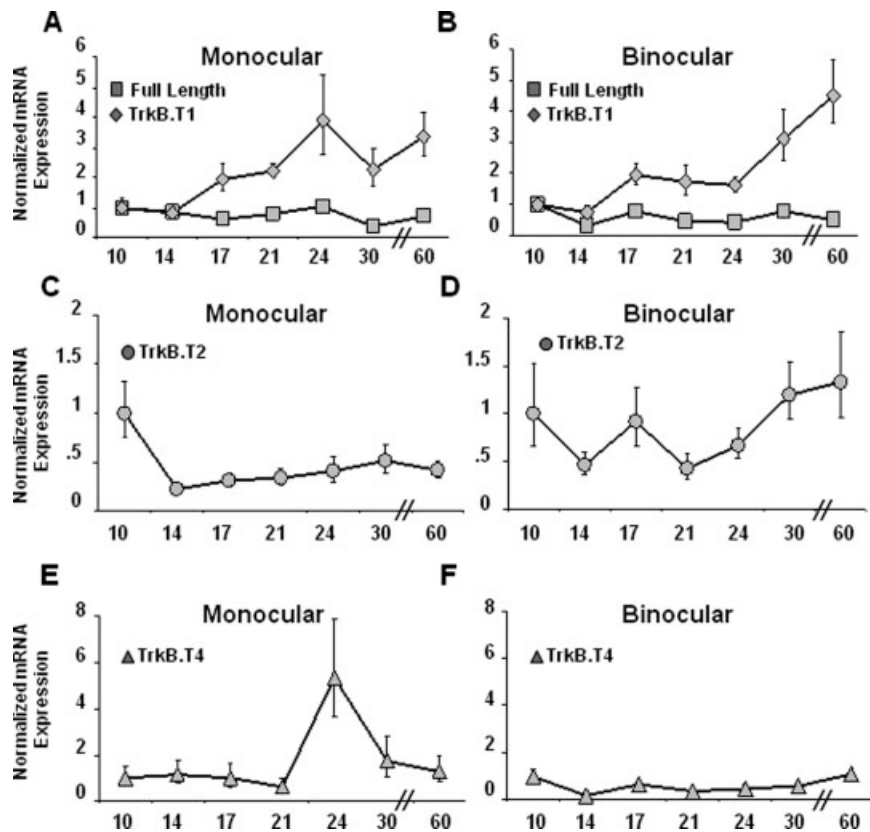 A
Monocular
6
5
4
3
2
1
0
Normalized mRNA
Expression
Full Length
TrkB.T1
10 14 17 21 24 30 60
B
Binocular
6
5
4
3
2
1
0
Full Length
TrkB.T1
10 14 17 21 24 30 60
C
Monocular
2
1.5
1
.5
0
Normalized mRNA
Expression
TrkB.T2
10 14 17 21 24 30 60
D
Binocular
2
1.5
1
.5
0
TrkB.T2
10 14 17 21 24 30 60
E
Monocular
8
6
4
2
0
Normalized mRNA
Expression
TrkB.T4
10 14 17 21 24 30 60
F
Binocular
8
6
4
2
0
TrkB.T4
10 14 17 21 24 30 60